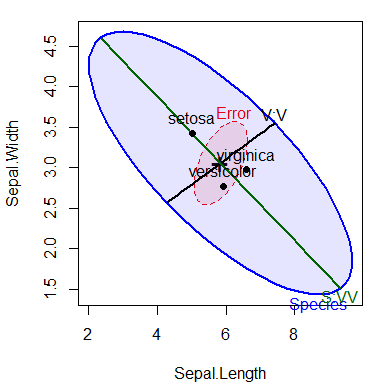 Error
V:V
setosa
virginica
versicolor
S:VV
Species
4.5
4.0
3.5
3.0
2.5
2.0
1.5
Sepal.Width
2
4
6
8
Sepal.Length